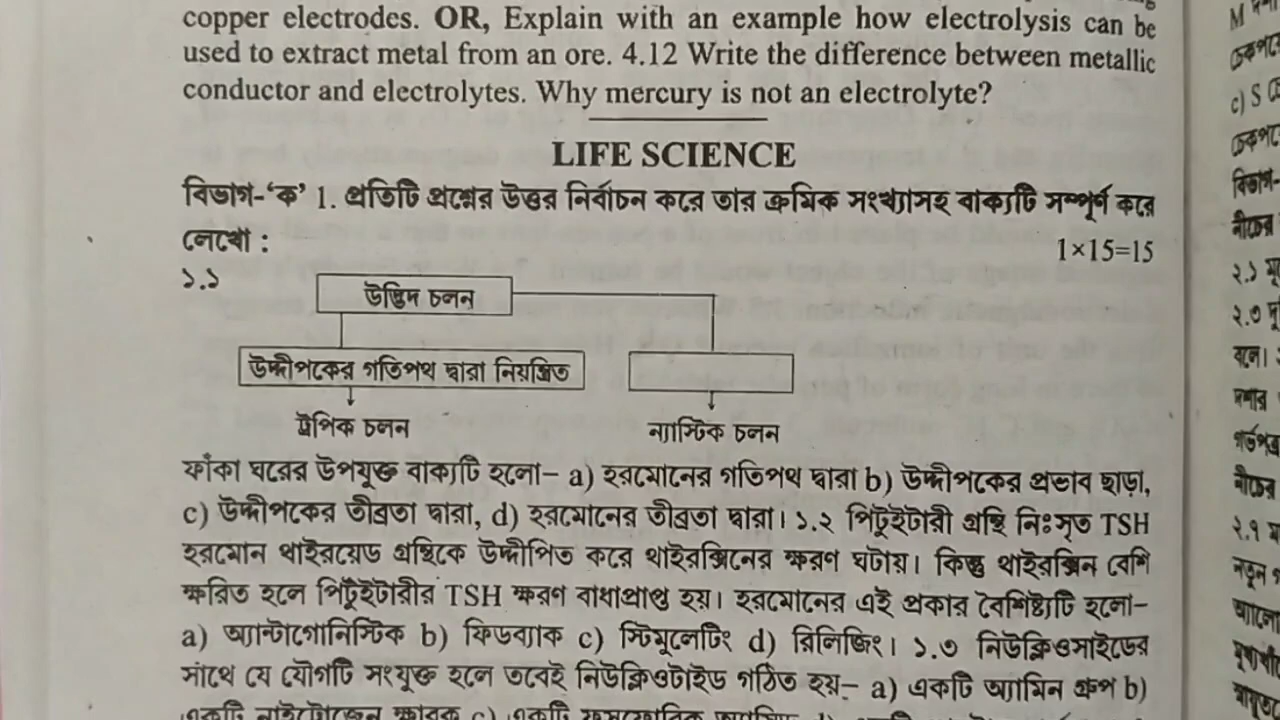 copper electrodes. OR, Explain with an example how electrolysis can be
used to extract metal from an ore. 4.12 Write the difference between metallic
conductor and electrolytes. Why mercury is not an electrolyte?
LIFE SCIENCE
বিভাগ-‘ক’ 1. প্রতিটি প্রশ্নের উত্তর নির্বাচন করে তার ক্রমিক সংখ্যাসহ বাক্যটি সম্পূর্ণ করে
লেখো : 1×15=15
১.১
উদ্ভিদ চলন
উদ্দীপকের গতিপথ দ্বারা নিয়ন্ত্রিত
ট্রপিক চলন ন্যাস্টিক চলন
ফাঁকা ঘরের উপযুক্ত বাক্যটি হলো– a) হরমোনের গতিপথ দ্বারা b) উদ্দীপকের প্রভাব ছাড়া,
c) উদ্দীপকের তীব্রতা দ্বারা, d) হরমোনের তীব্রতা দ্বারা। ১.২ পিটুইটারী গ্রন্থি নিঃসৃত TSH
হরমোন থাইরয়েড গ্রন্থিকে উদ্দীপিত করে থাইরক্সিনের ক্ষরণ ঘটায়। কিন্তু থাইরক্সিন বেশি
ক্ষরিত হলে পিটুইটারীর TSH ক্ষরণ বাধাপ্রাপ্ত হয়। হরমোনের এই প্রকার বৈশিষ্ট্যটি হলো–
a) অ্যান্টাগোনিস্টিক b) ফিডব্যাক c) স্টিমুলেটিং d) রিলিজিং। ১.৩ নিউক্লিওসাইডের
সাথে যে যৌগটি সংযুক্ত হলে তবেই নিউক্লিওটাইড গঠিত হয়– a) একটি অ্যামিন গ্রুপ b)